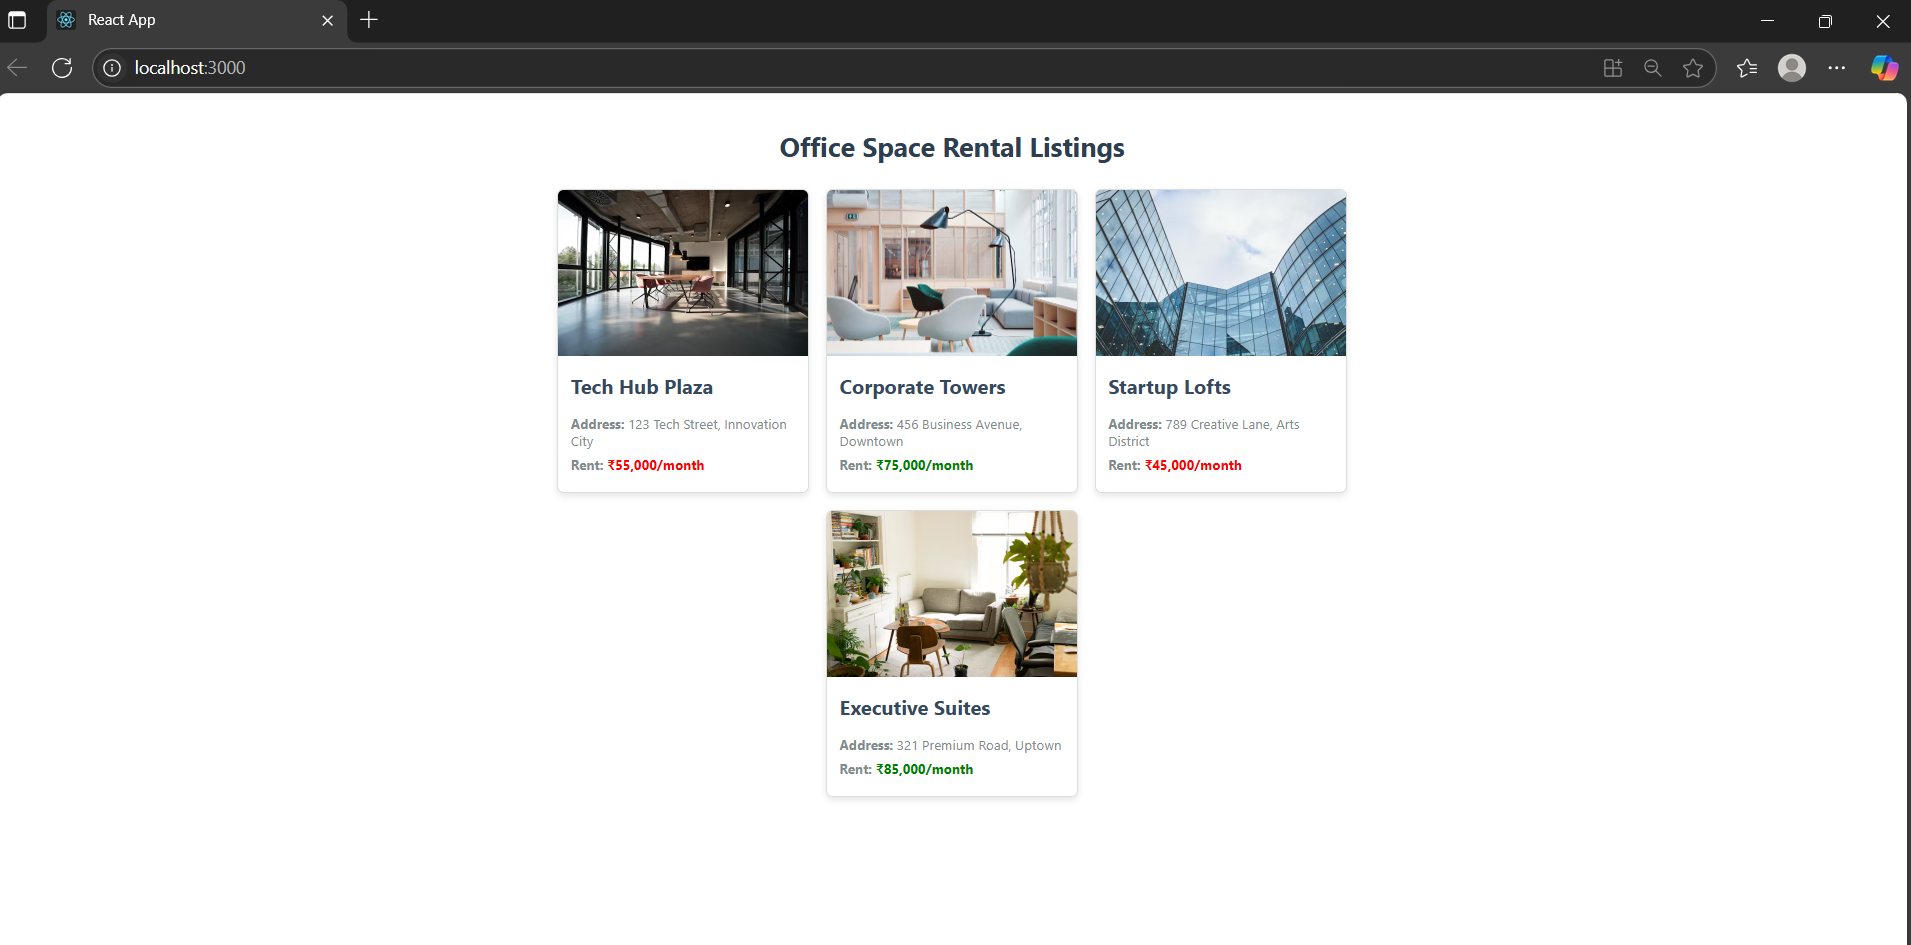 React App
localhost:3000
Office Space Rental Listings
Tech Hub Plaza
Address: 123 Tech Street, Innovation
City
Rent: ₹55,000/month
Corporate Towers
Address: 456 Business Avenue,
Downtown
Rent: ₹75,000/month
Startup Lofts
Address: 789 Creative Lane, Arts
District
Rent: ₹45,000/month
Executive Suites
Address: 321 Premium Road, Uptown
Rent: ₹85,000/month